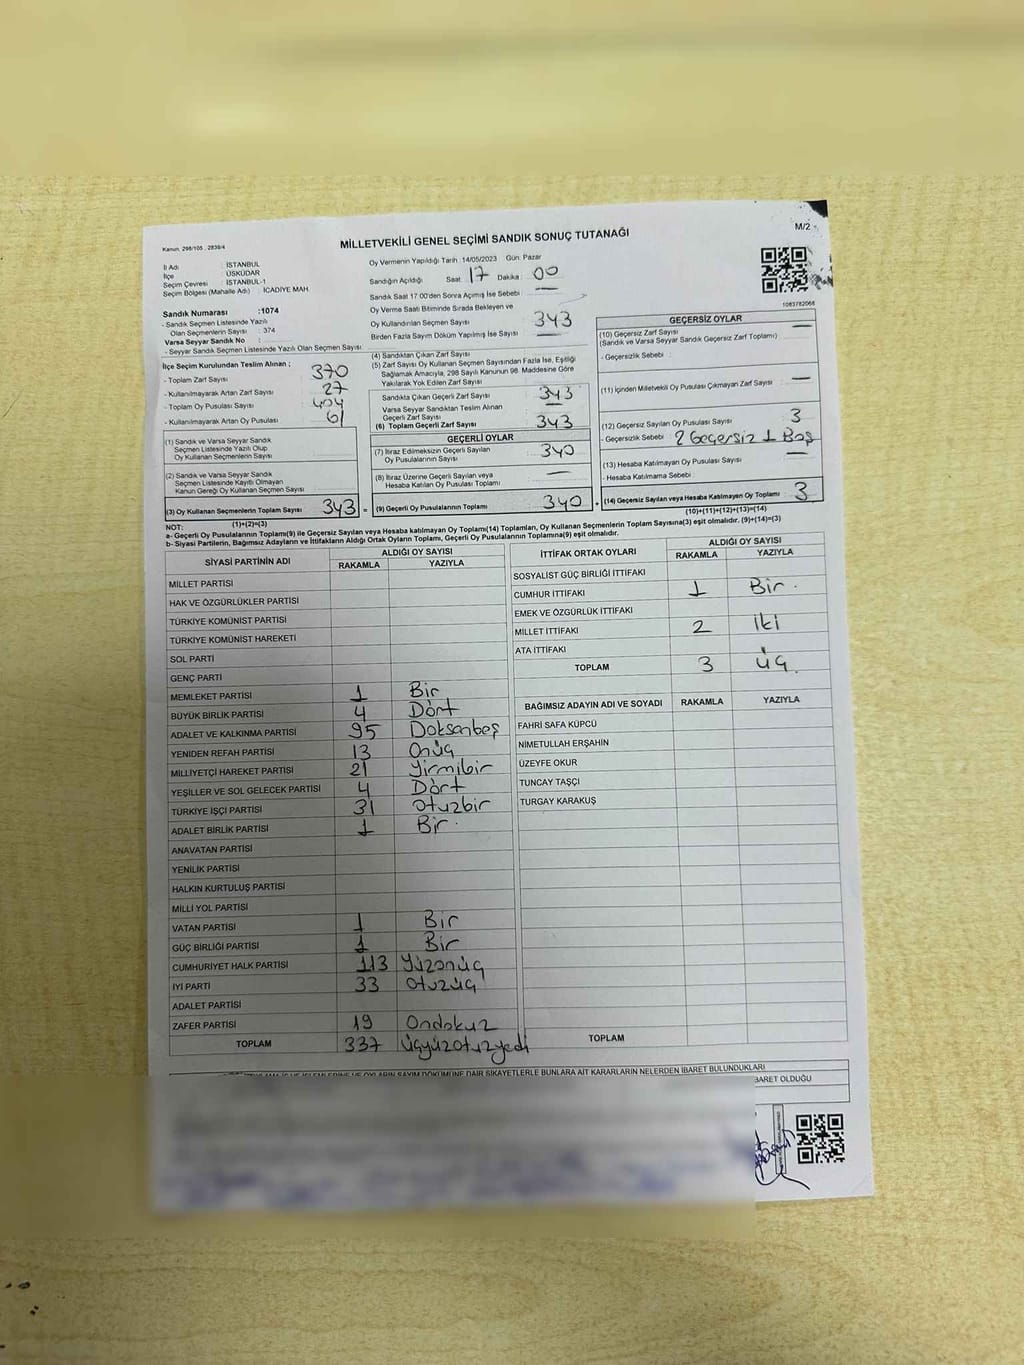 Kanun, 298/105 , 2839/4
MİLLETVEKİLİ GENEL SEÇİMİ SANDIK SONUÇ TUTANAĞI
M/2
İl Adı : İSTANBUL
İlçe : ÜSKÜDAR
Seçim Çevresi : İSTANBUL-1
Seçim Bölgesi (Mahalle Adı) : İCADİYE MAH
Sandık Numarası :1074
- Sandık Seçmen Listesinde Yazılı
Olan Seçmenlerin Sayısı : 374
Varsa Seyyar Sandık No :
- Seyyar Sandık Seçmen Listesinde Yazılı Olan Seçmen Sayısı :
İlçe Seçim Kurulundan Teslim Alınan ;
- Toplam Zarf Sayısı 370
- Kullanılmayarak Artan Zarf Sayısı 27
- Toplam Oy Pusulası Sayısı 404
- Kullanılmayarak Artan Oy Pusulası 61
(1) Sandık ve Varsa Seyyar Sandık
Seçmen Listesinde Yazılı Olup
Oy Kullanan Seçmenlerin Sayısı
(2) Sandık ve Varsa Seyyar Sandık
Seçmen Listesinde Kayıtlı Olmayan
Kanun Gereği Oy Kullanan Seçmen Sayısı
(3) Oy Kullanan Seçmenlerin Toplam Sayısı 343 =
(1)+(2)=(3)
Oy Vermenin Yapıldığı Tarih :14/05/2023 Gün: Pazar
Sandığın Açıldığı Saat 17 Dakika 00
Sandık Saat 17:00'den Sonra Açımış İse Sebebi : —
Oy Verme Saati Bitiminde Sırada Bekleyen ve
Oy Kullandırılan Seçmen Sayısı 343
Birden Fazla Sayım Döküm Yapılmış İse Sayısı : —
(4) Sandıktan Çıkan Zarf Sayısı
(5) Zarf Sayısı Oy Kullanan Seçmen Sayısından Fazla İse, Eşitliği
Sağlamak Amacıyla, 298 Sayılı Kanunun 98. Maddesine Göre
Yakılarak Yok Edilen Zarf Sayısı
Sandıkta Çıkan Geçerli Zarf Sayısı 343
Varsa Seyyar Sandıktan Teslim Alınan
Geçerli Zarf Sayısı —
(6) Toplam Geçerli Zarf Sayısı 343
GEÇERLİ OYLAR
(7) İtiraz Edilmeksizin Geçerli Sayılan
Oy Pusulalarının Sayısı 340
(8) İtiraz Üzerine Geçerli Sayılan veya
Hesaba Katılan Oy Pusulası Toplamı —
(9) Geçerli Oy Pusulalarının Toplamı 340 +
1083782066
GEÇERSİZ OYLAR
(10) Geçersiz Zarf Sayısı —
(Sandık ve Varsa Seyyar Sandık Geçersiz Zarf Toplamı)
- Geçersizlik Sebebi :
(11) İçinden Milletvekili Oy Pusulası Çıkmayan Zarf Sayısı —
(12) Geçersiz Sayılan Oy Pusulası Sayısı 3
- Geçersizlik Sebebi 2 Geçersiz 1 Boş
(13) Hesaba Katılmayan Oy Pusulası Sayısı —
- Hesaba Katılmama Sebebi :
(14) Geçersiz Sayılan veya Hesaba Katılmayan Oy Toplamı 3
(10)+(11)+(12)+(13)=(14)
NOT:
a- Geçerli Oy Pusulalarının Toplamı(9) ile Geçersiz Sayılan veya Hesaba katılmayan Oy Toplamı(14) Toplamları, Oy Kullanan Seçmenlerin Toplam Sayısına(3) eşit olmalıdır. (9)+(14)=(3)
b- Siyasi Partilerin, Bağımsız Adayların ve İttifakların Aldığı Ortak Oyların Toplamı, Geçerli Oy Pusulalarının Toplamına(9) eşit olmalıdır.
SİYASİ PARTİNİN ADI ALDIĞI OY SAYISI
RAKAMLA YAZIYLA
MİLLET PARTİSİ
HAK VE ÖZGÜRLÜKLER PARTİSİ
TÜRKİYE KOMÜNİST PARTİSİ
TÜRKİYE KOMÜNİST HAREKETİ
SOL PARTİ
GENÇ PARTİ
MEMLEKET PARTİSİ 1 Bir
BÜYÜK BİRLİK PARTİSİ 4 Dört
ADALET VE KALKINMA PARTİSİ 95 Doksanbeş
YENİDEN REFAH PARTİSİ 13 Onüç
MİLLİYETÇİ HAREKET PARTİSİ 21 Yirmibir
YEŞİLLER VE SOL GELECEK PARTİSİ 4 Dört
TÜRKİYE İŞÇİ PARTİSİ 31 Otuzbir
ADALET BİRLİK PARTİSİ 1 Bir.
ANAVATAN PARTİSİ
YENİLİK PARTİSİ
HALKIN KURTULUŞ PARTİSİ
MİLLİ YOL PARTİSİ
VATAN PARTİSİ 1 Bir
GÜÇ BİRLİĞİ PARTİSİ 1 Bir
CUMHURİYET HALK PARTİSİ 113 Yüzonüç
İYİ PARTİ 33 Otuzüç
ADALET PARTİSİ
ZAFER PARTİSİ 19 Ondokuz
TOPLAM 337 Üçyüzotuzyedi
İTTİFAK ORTAK OYLARI ALDIĞI OY SAYISI
RAKAMLA YAZIYLA
SOSYALİST GÜÇ BİRLİĞİ İTTİFAKI
CUMHUR İTTİFAKI 1 Bir.
EMEK VE ÖZGÜRLÜK İTTİFAKI
MİLLET İTTİFAKI 2 İki
ATA İTTİFAKI
TOPLAM 3 Üç.
BAĞIMSIZ ADAYIN ADI VE SOYADI RAKAMLA YAZIYLA
FAHRİ SAFA KÜPCÜ
NİMETULLAH ERŞAHİN
ÜZEYFE OKUR
TUNCAY TAŞÇI
TURGAY KARAKUŞ
TOPLAM
OYLARIN SAYIM DÖKÜMÜNE DAİR ŞİKAYETLERLE BUNLARA AİT KARARLARIN NELERDEN İBARET BULUNDUKLARI
İBARET OLDUĞU